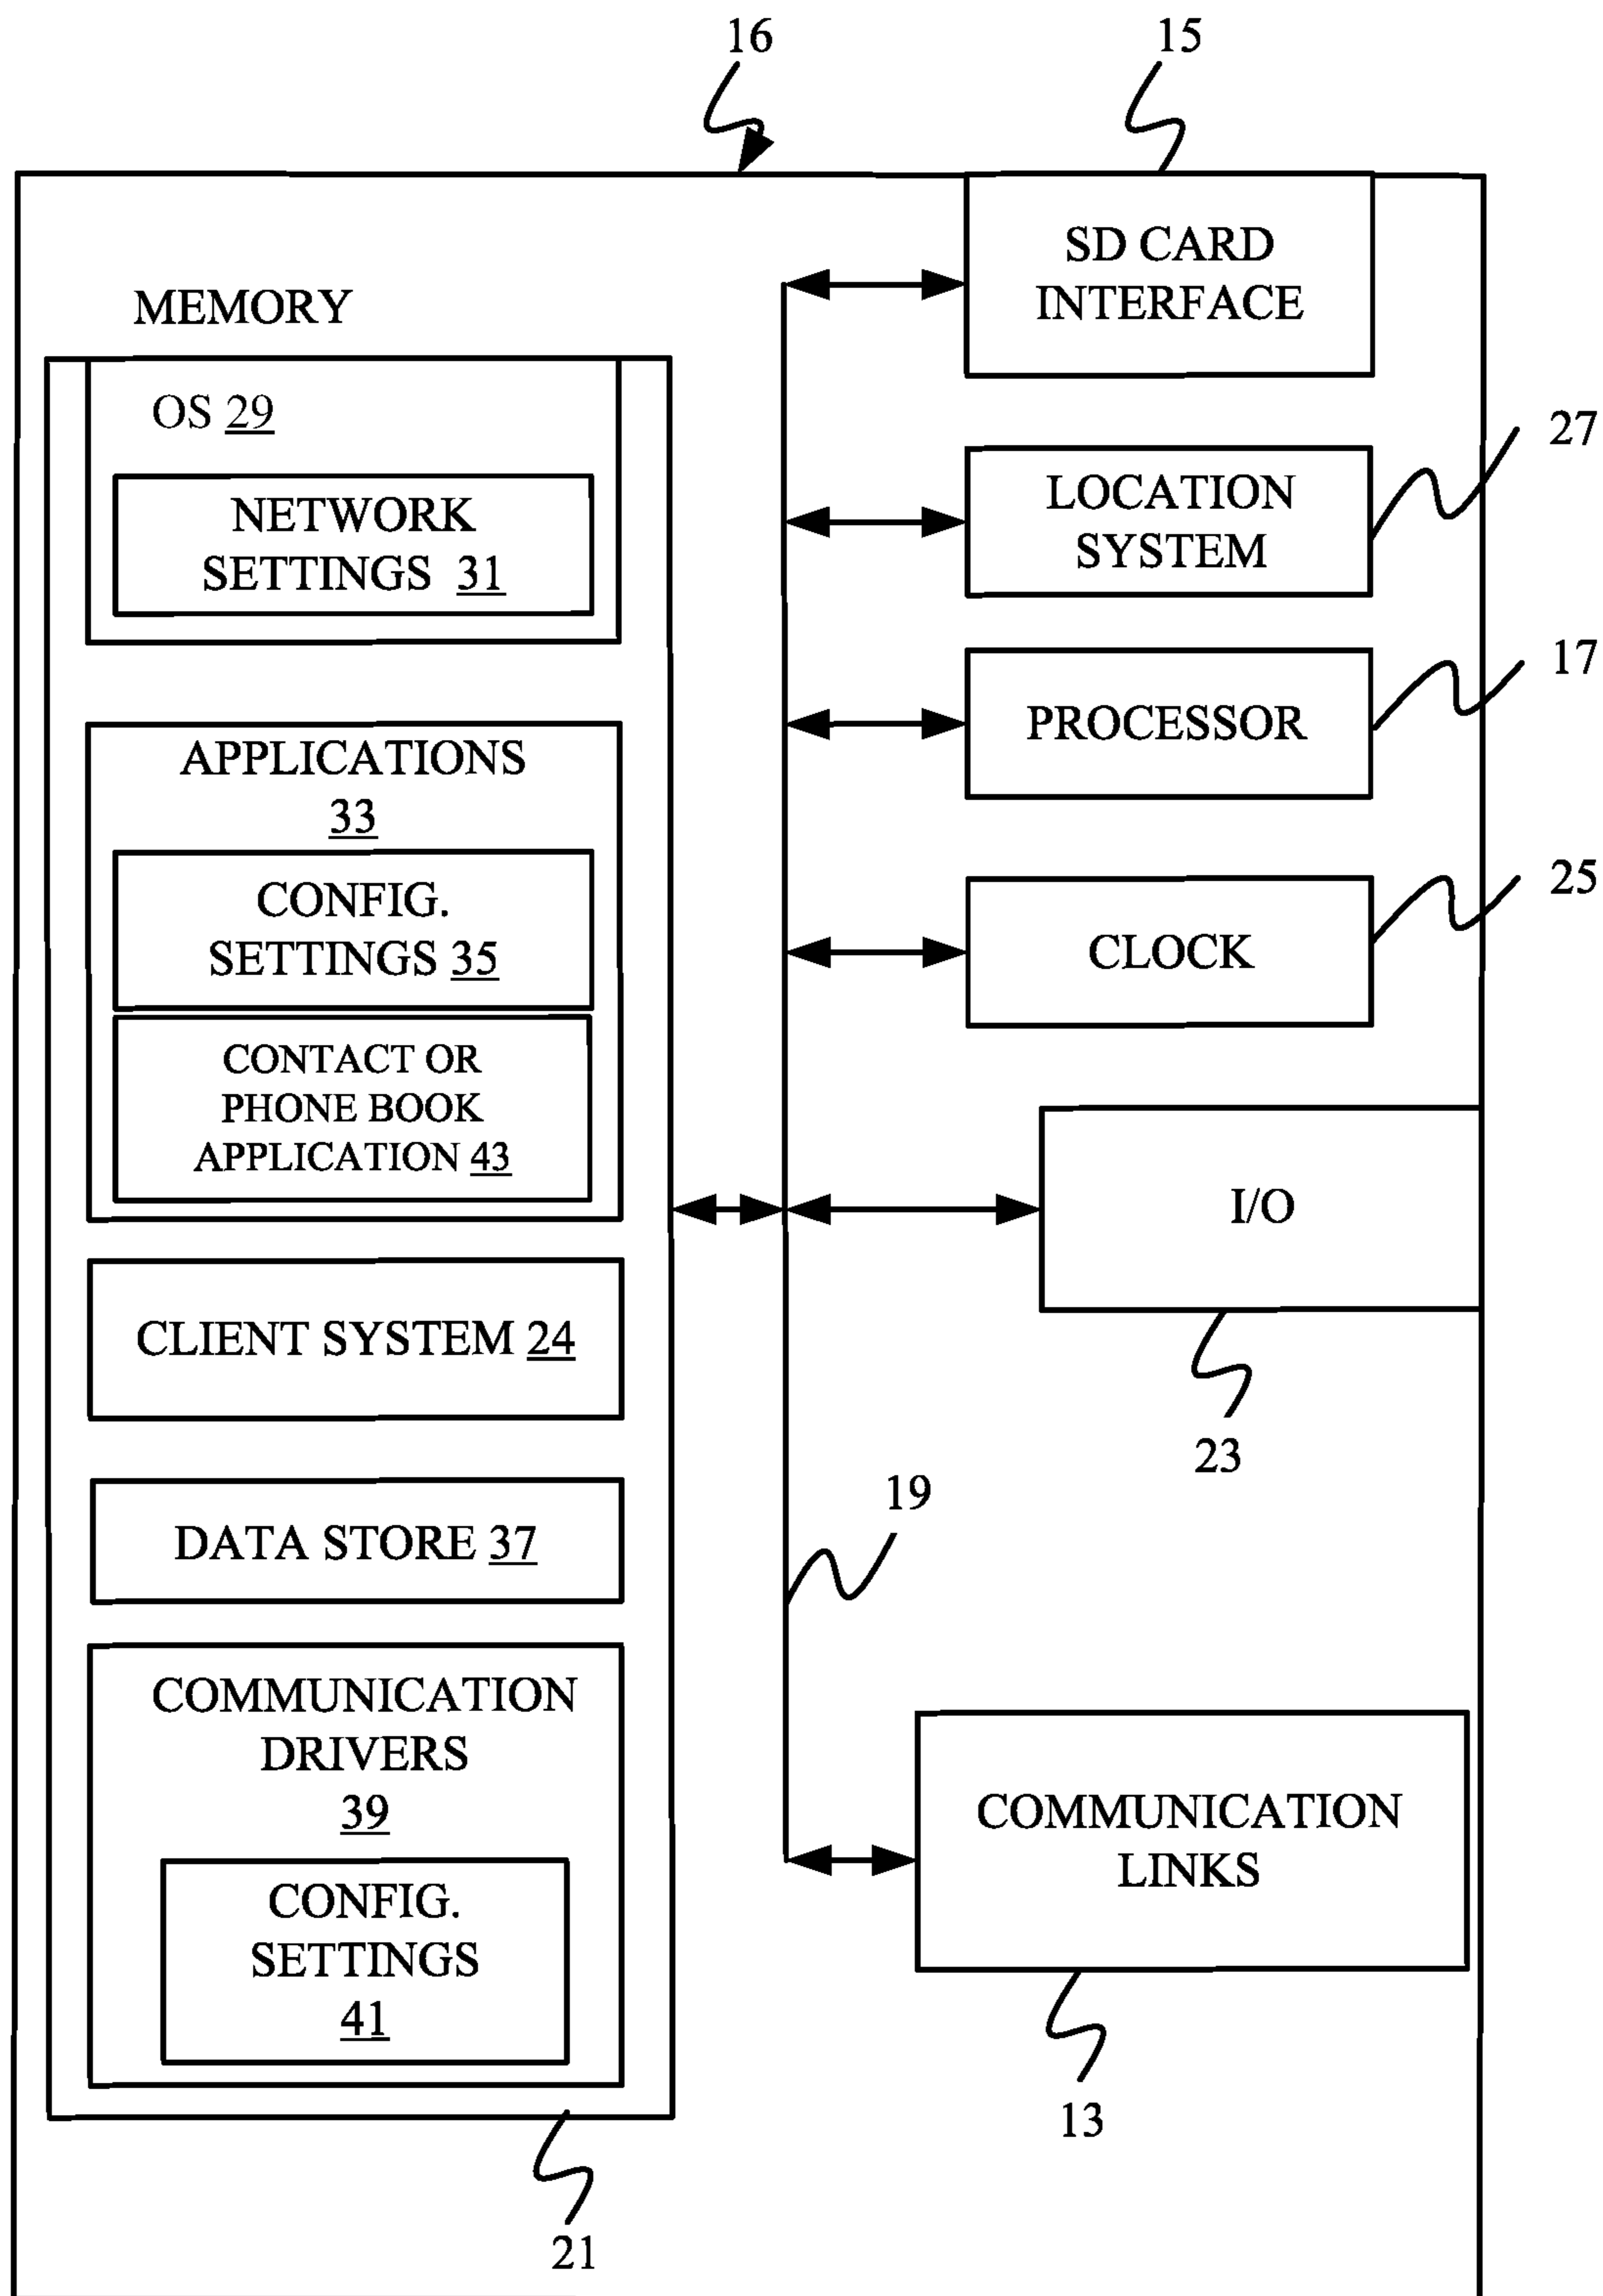 16
15
SD CARD
INTERFACE
MEMORY
OS 29
NETWORK
SETTINGS 31
27
LOCATION
SYSTEM
17
PROCESSOR
APPLICATIONS
33
CONFIG.
SETTINGS 35
25
CLOCK
CONTACT OR
PHONE BOOK
APPLICATION 43
I/O
CLIENT SYSTEM 24
23
19
DATA STORE 37
COMMUNICATION
DRIVERS
39
CONFIG.
SETTINGS
41
COMMUNICATION
LINKS
13
21